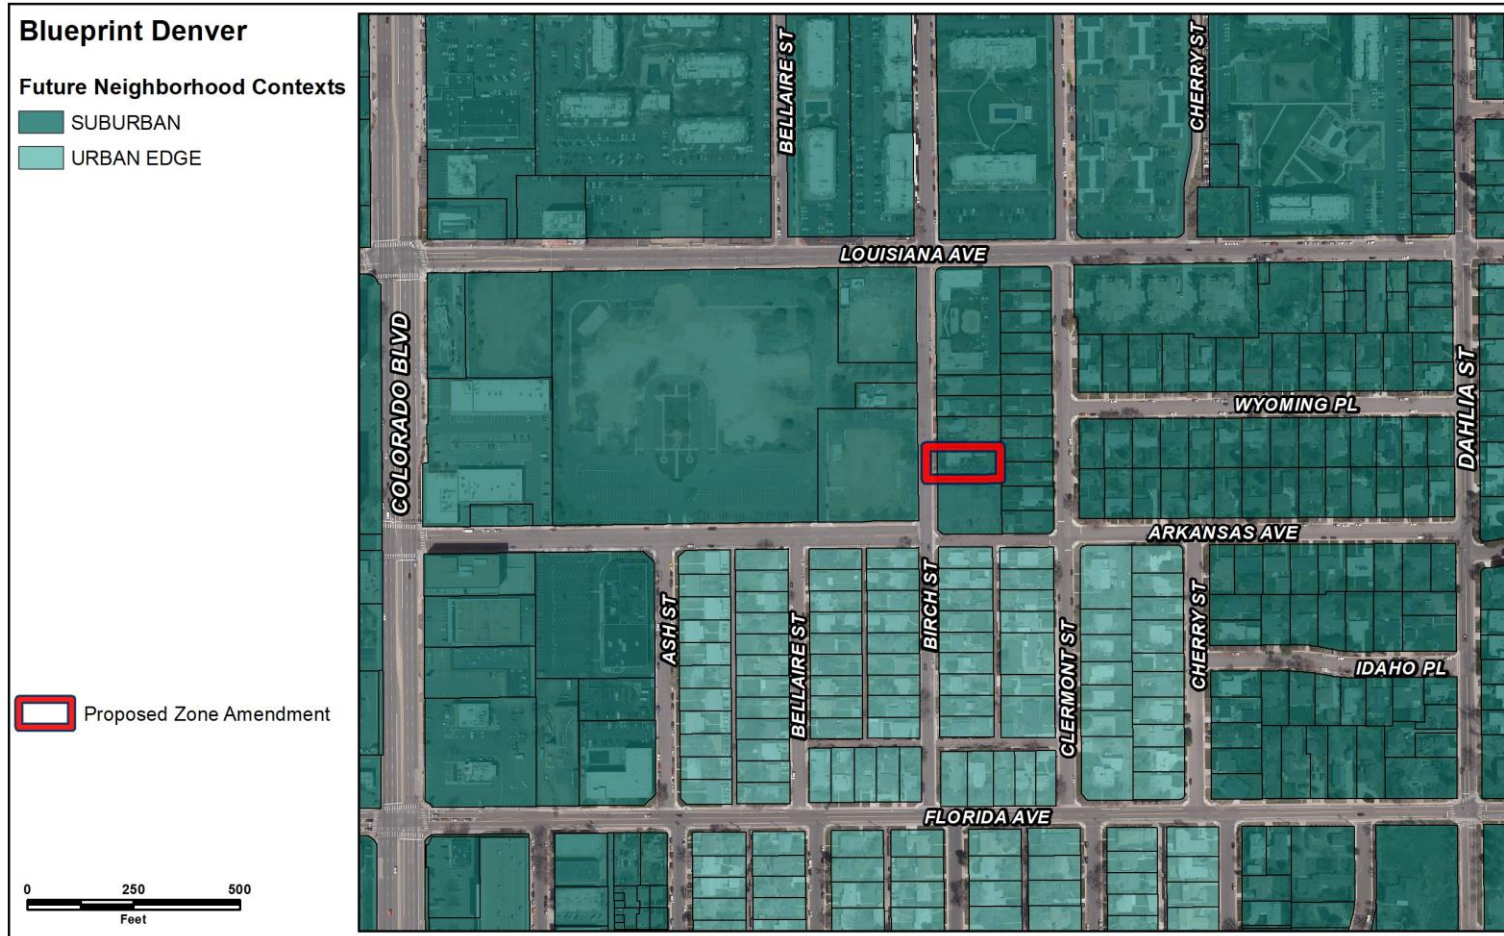 Blueprint Denver
Future Neighborhood Contexts
SUBURBAN
URBAN EDGE
Proposed Zone Amendment
0 250 500
Feet
BELLAIRE ST
CHERRY ST
LOUISIANA AVE
COLORADO BLVD
WYOMING PL
DAHLIA ST
ARKANSAS AVE
ASH ST
BELLAIRE ST
BIRCH ST
CLERMONT ST
CHERRY ST
IDAHO PL
FLORIDA AVE